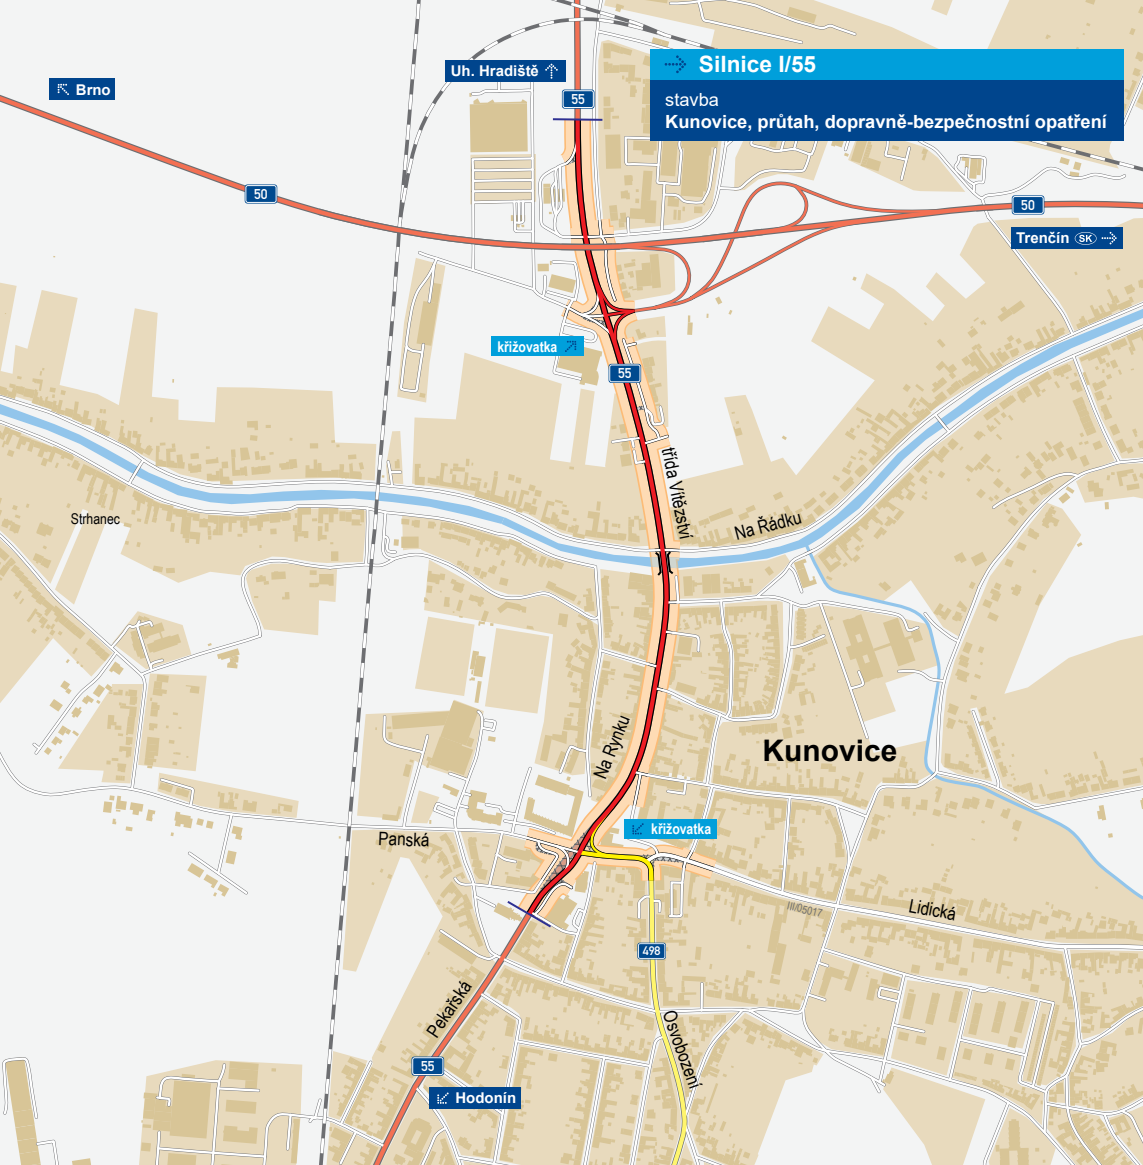 Silnice I/55
stavba
Kunovice, průtah, dopravně-bezpečnostní opatření
Uh. Hradiště
Brno
55
50
50
Trenčín SK
křižovatka
55
třída Vítězství
Na Řádku
Strhanec
Na Rynku
Kunovice
křižovatka
Panská
III/05017
Lidická
498
Pekařská
Osvobození
55
Hodonín